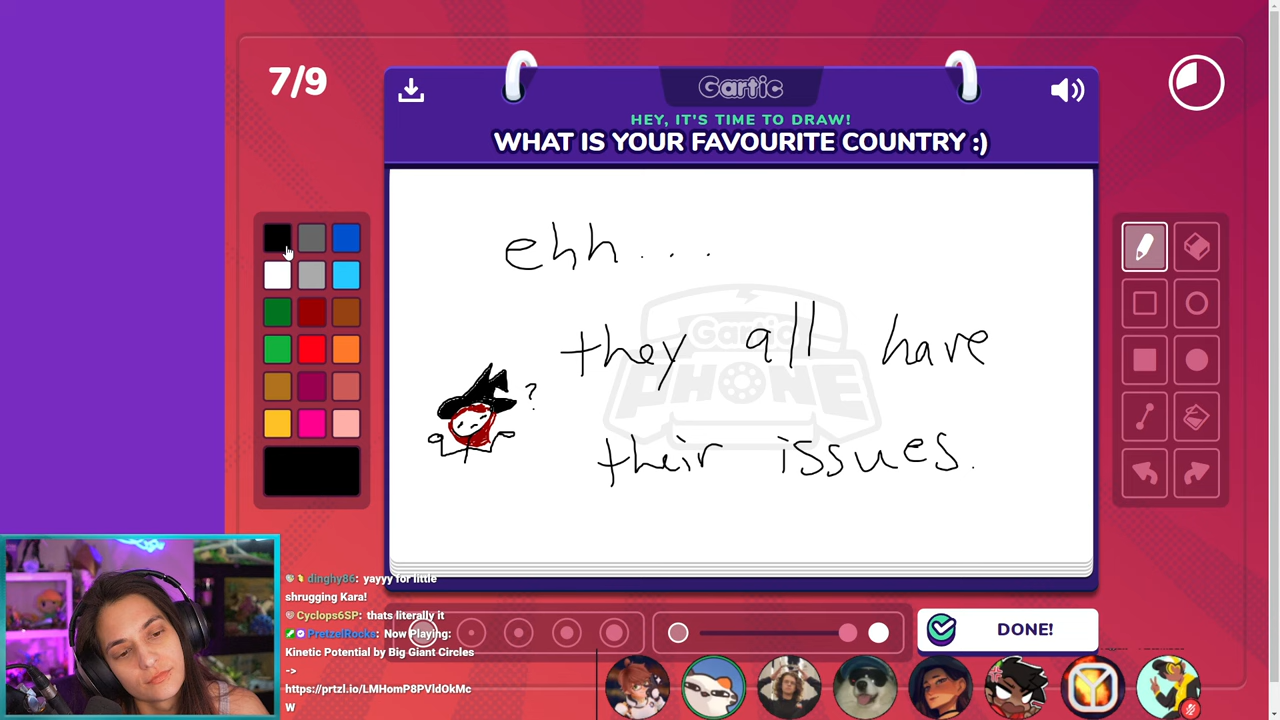 7/9
Gartic
HEY, IT'S TIME TO DRAW!
WHAT IS YOUR FAVOURITE COUNTRY :)
ehh...
they all have
?
their issues.
Gartic
PHONE
dinghy86: yayyy for little
shrugging Kara!
Cyclops6SP: thats literally it
PretzelRocks: Now Playing:
Kinetic Potential by Big Giant Circles
->
https://prtzl.io/LMHomP8PVldOkMc
W
DONE!